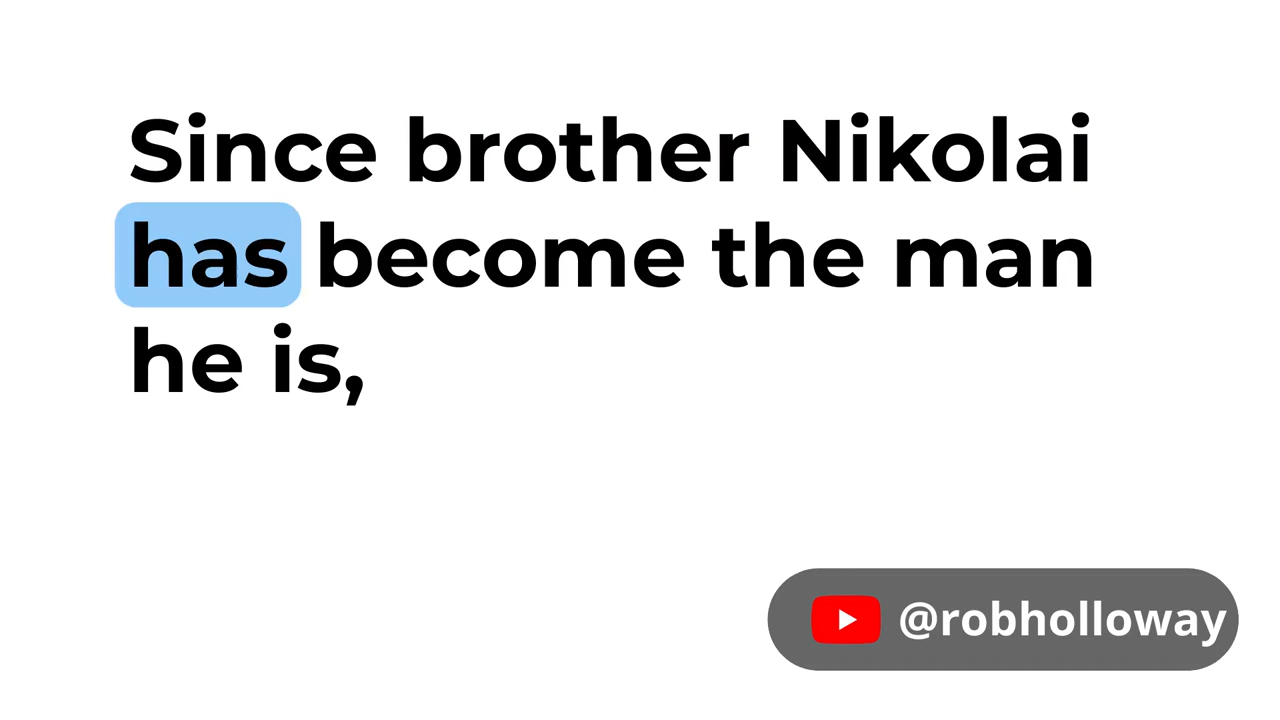 Since brother Nikolai
has become the man
he is,
@robholloway